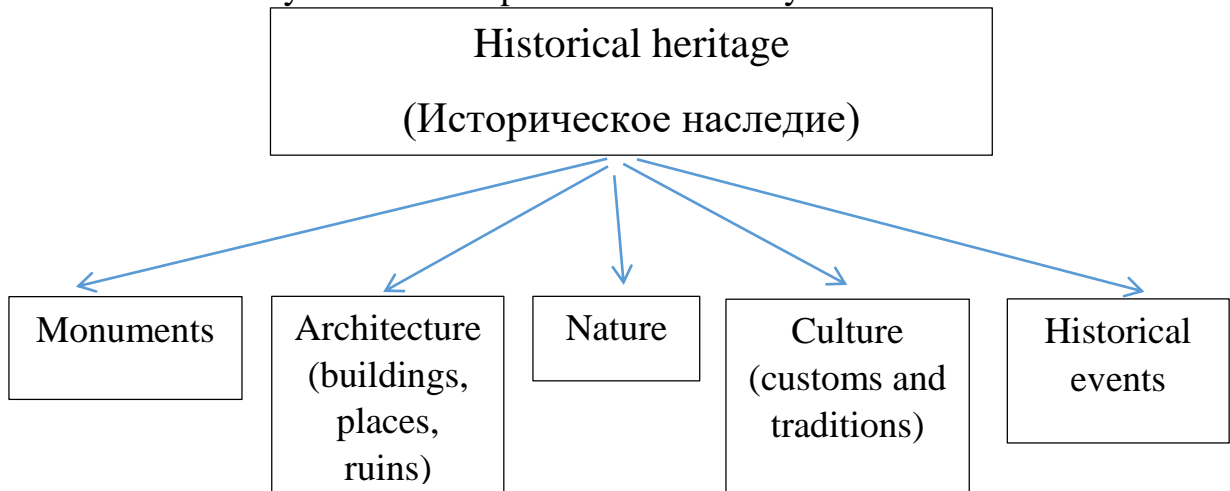 Historical heritage
(Историческое наследие)
Monuments
Architecture
(buildings,
places,
ruins)
Nature
Culture
(customs and
traditions)
Historical
events